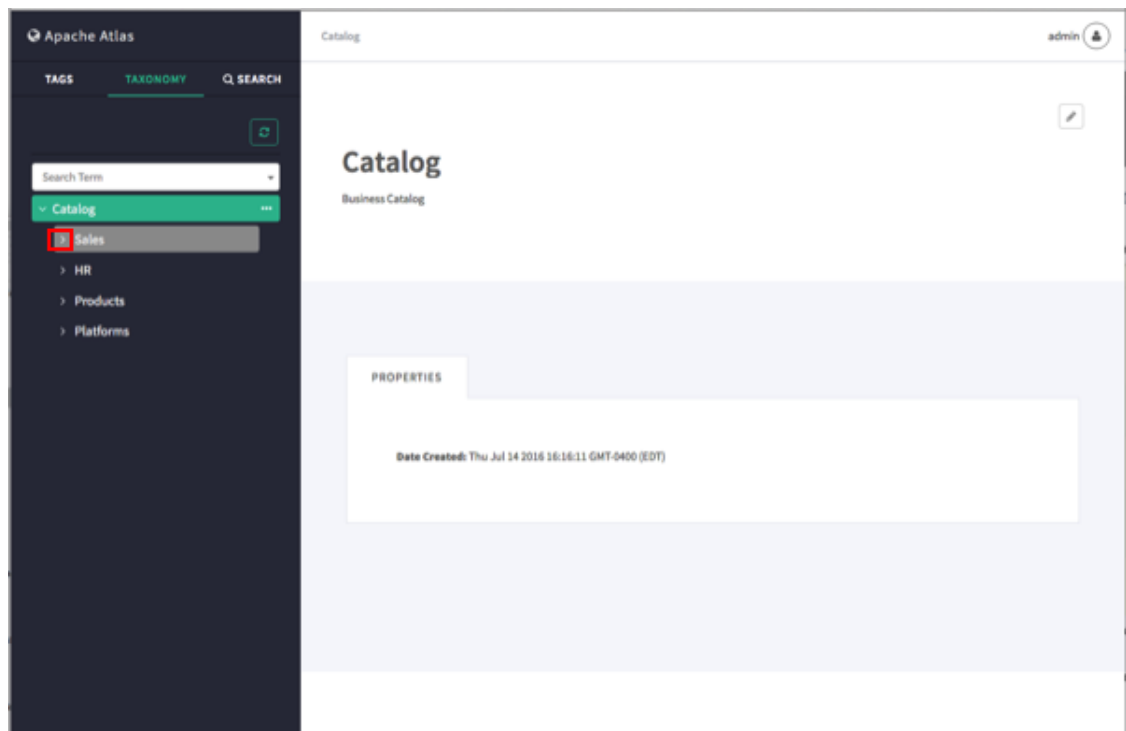 Apache Atlas
Catalog
admin
TAGS TAXONOMY SEARCH
Search Term
Catalog
Business Catalog
Catalog
Sales
HR
Products
Platforms
PROPERTIES
Date Created: Thu Jul 14 2016 16:16:11 GMT-0400 (EDT)